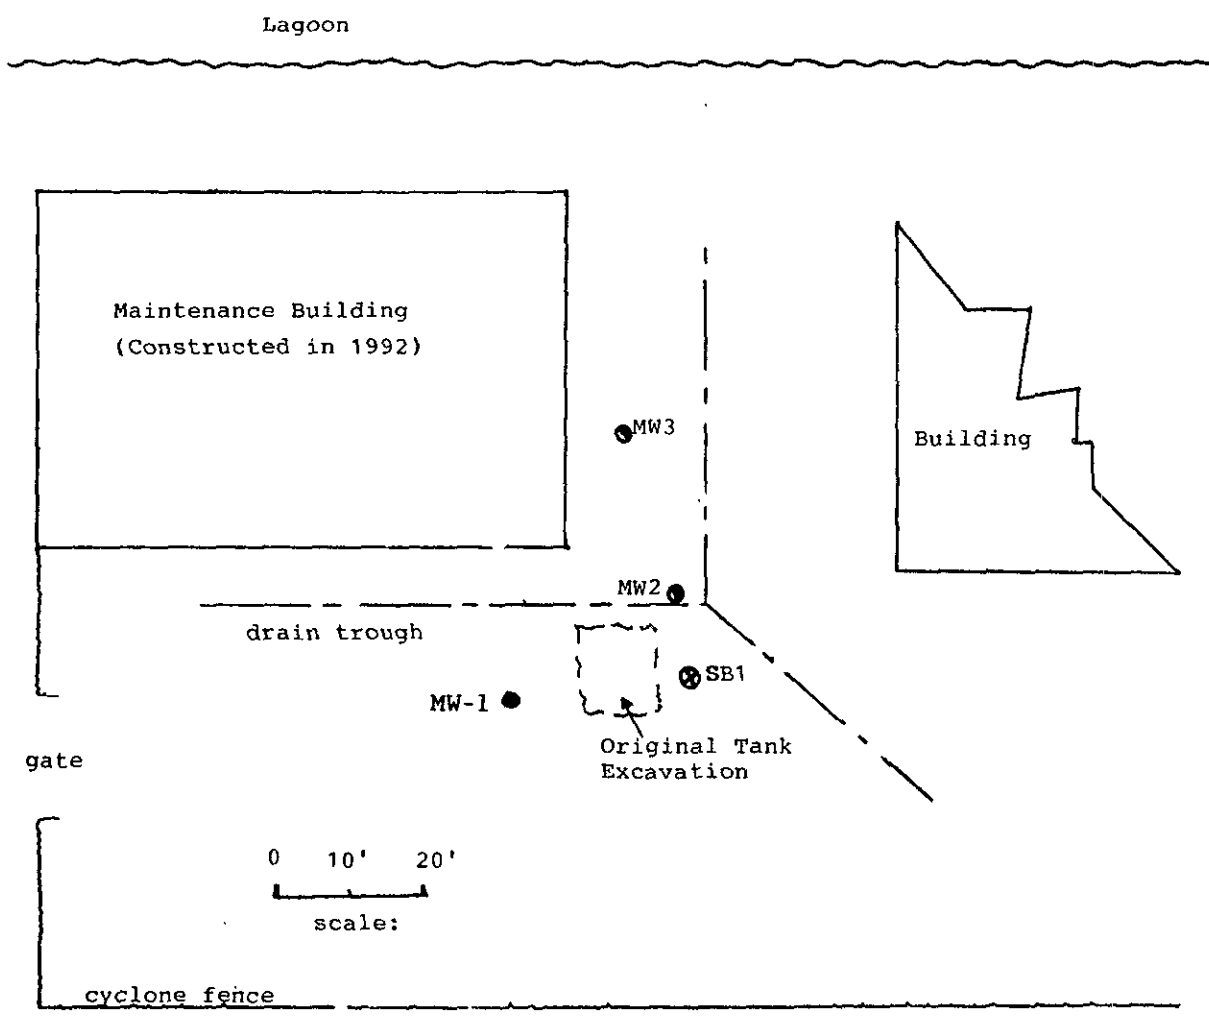 Lagoon
Maintenance Building
(Constructed in 1992)
MW3
Building
MW2
drain trough
SB1
MW-1
Original Tank
Excavation
gate
0 10' 20'
scale:
cyclone fence